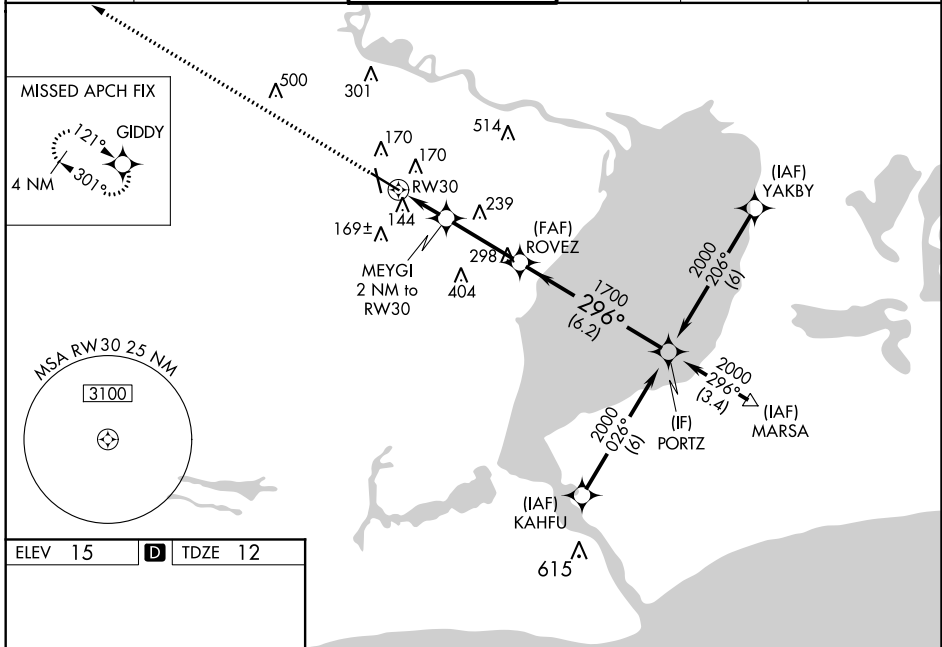 MISSED APCH FIX
GIDDY
121°
301°
4 NM
500
301
514
170
170
RW30
144
169±
239
298
404
MEYGI
2 NM to
RW30
(FAF)
ROVEZ
(IAF)
YAKBY
2000
206°
(6)
1700
296°
(6.2)
2000
296°
(3.4)
(IAF)
MARSA
(IF)
PORTZ
2000
026°
(6)
(IAF)
KAHFU
615
MSA RW30 25 NM
3100
ELEV 15 D TDZE 12